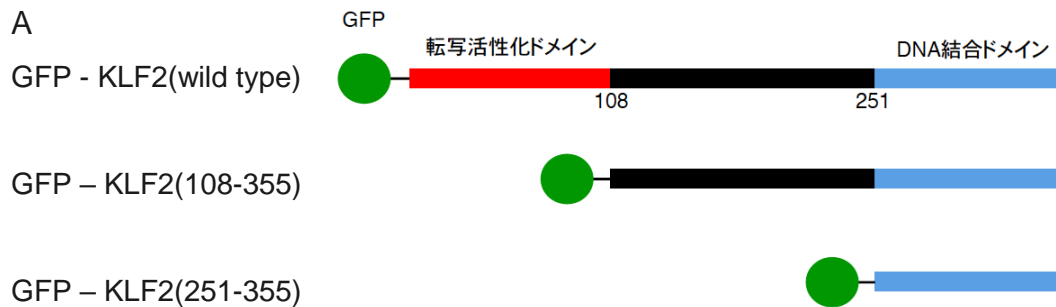 A
GFP
転写活性化ドメイン
DNA結合ドメイン
GFP - KLF2(wild type)
108
251
GFP – KLF2(108-355)
GFP – KLF2(251-355)